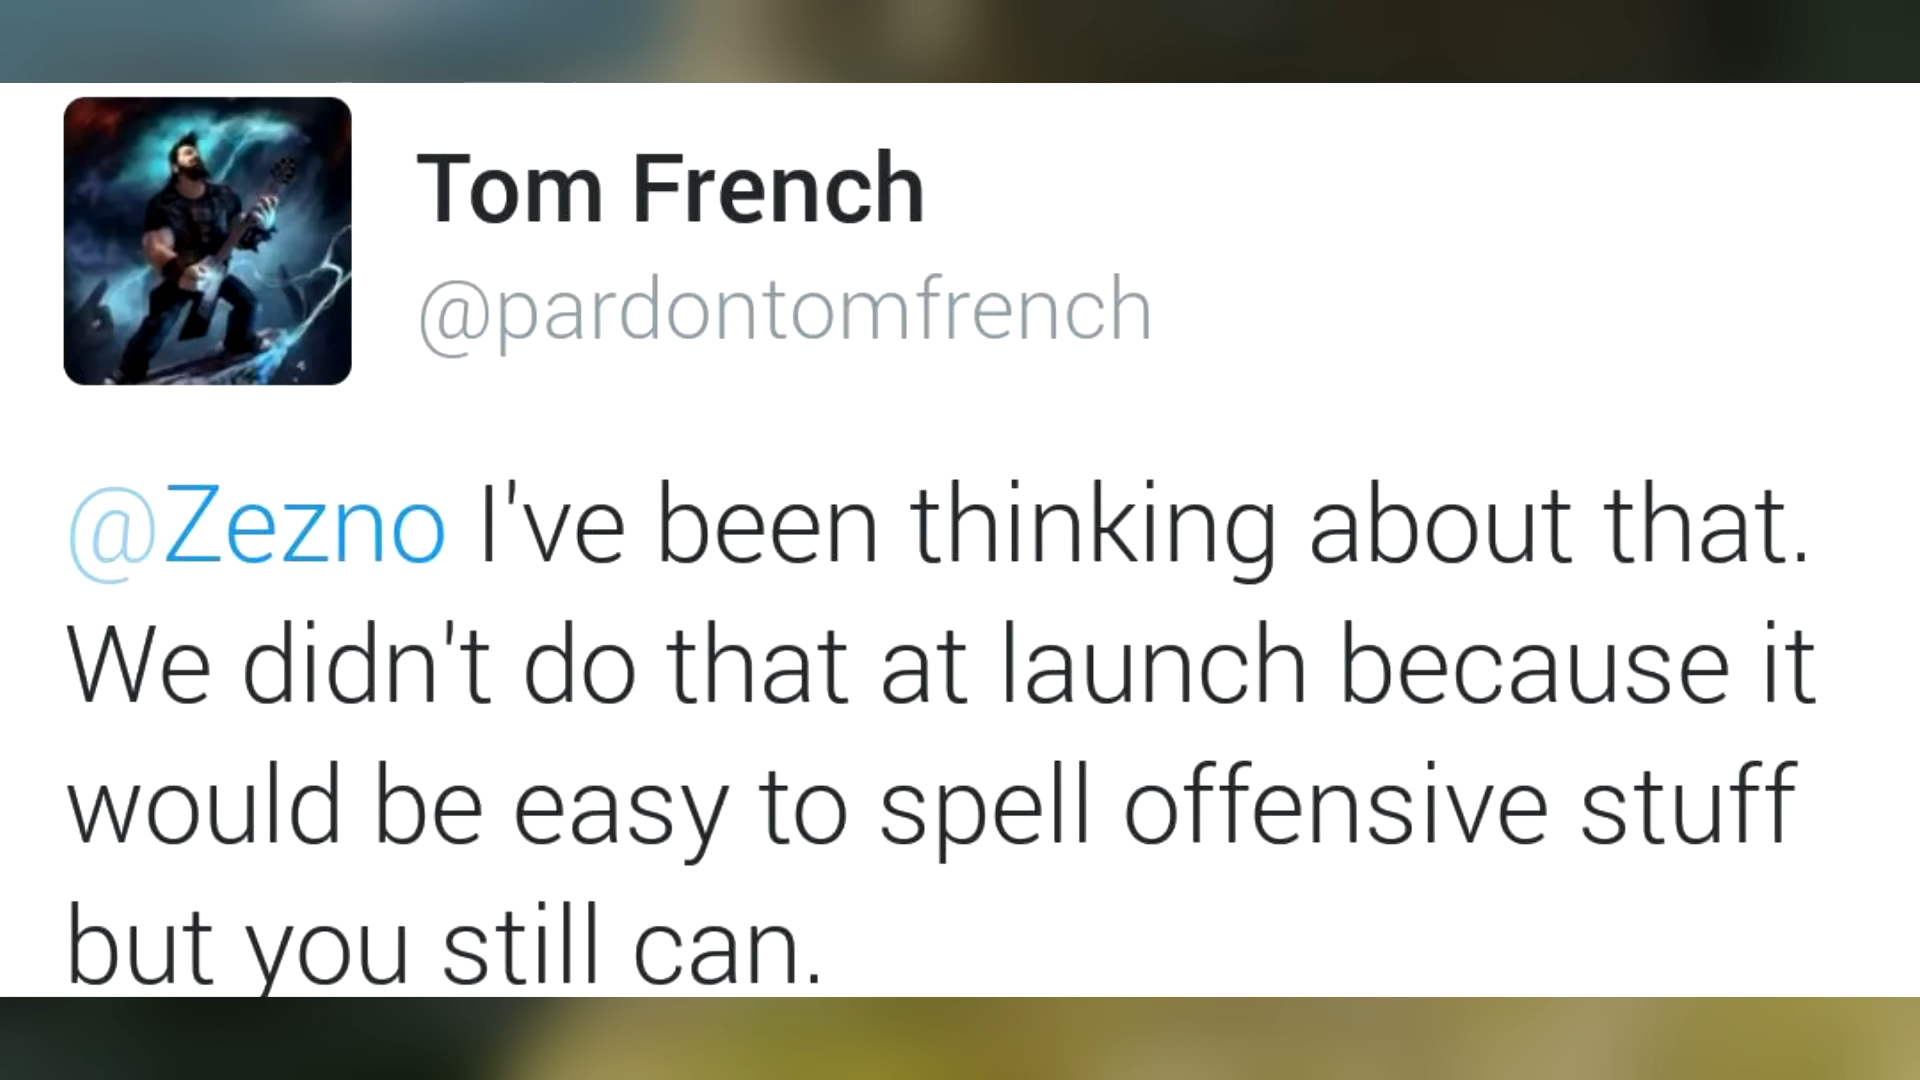 Tom French
@pardontomfrench
@Zezno I've been thinking about that.
We didn't do that at launch because it
would be easy to spell offensive stuff
but you still can.